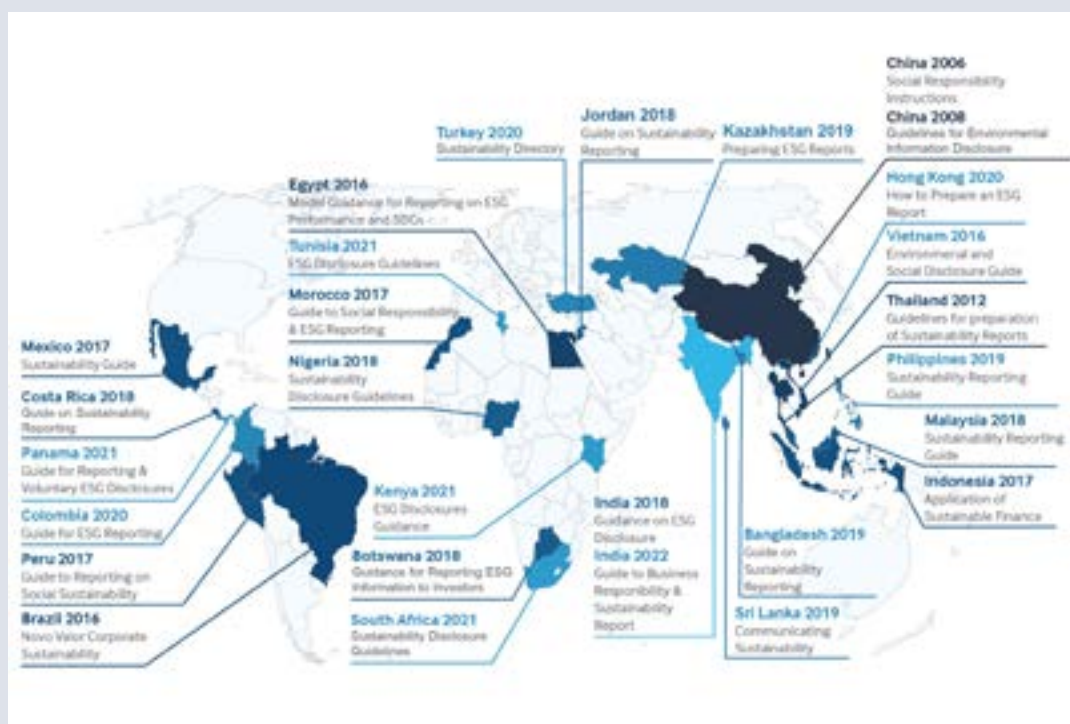 China 2006
Social Responsibility
Instructions
China 2008
Guidelines for Environmental
Information Disclosure
Jordan 2018
Guide on Sustainability
Reporting
Kazakhstan 2019
Preparing ESG Reports
Turkey 2020
Sustainability Directory
Hong Kong 2020
How to Prepare an ESG
Report
Egypt 2016
Model Guidance for Reporting on ESG
Performance and SDGs
Vietnam 2016
Environmental and
Social Disclosure Guide
Tunisia 2021
ESG Disclosure Guidelines
Morocco 2017
Guide to Social Responsibility
& ESG Reporting
Thailand 2012
Guidelines for preparation
of Sustainability Reports
Mexico 2017
Sustainability Guide
Nigeria 2018
Sustainability
Disclosure Guidelines
Philippines 2019
Sustainability Reporting
Guide
Costa Rica 2018
Guide on Sustainability
Reporting
Malaysia 2018
Sustainability Reporting
Guide
Panama 2021
Guide for Reporting &
Voluntary ESG Disclosures
Indonesia 2017
Application of
Sustainable Finance
Kenya 2021
ESG Disclosures
Guidance
India 2018
Guidance on ESG
Disclosure
India 2022
Guide to Business
Responsibility &
Sustainability
Report
Colombia 2020
Guide for ESG Reporting
Bangladesh 2019
Guide on
Sustainability
Reporting
Peru 2017
Guide to Reporting on
Social Sustainability
Botswana 2018
Guidance for Reporting ESG
Information to Investors
Brazil 2016
Novo Valor Corporate
Sustainability
South Africa 2021
Sustainability Disclosure
Guidelines
Sri Lanka 2019
Communicating
Sustainability